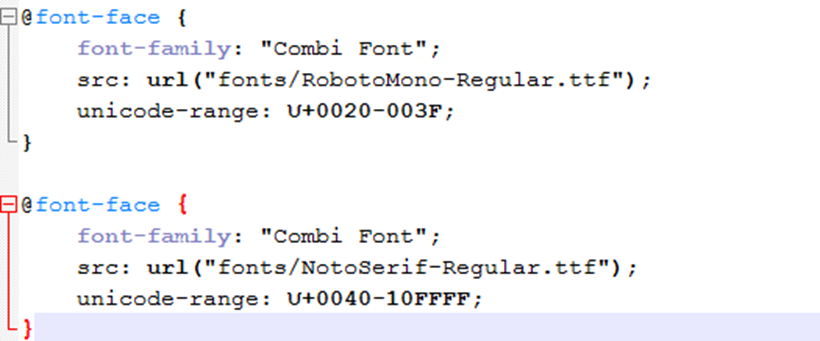 @font-face {
    font-family: "Combi Font";
    src: url("fonts/RobotoMono-Regular.ttf");
    unicode-range: U+0020-003F;
}

@font-face {
    font-family: "Combi Font";
    src: url("fonts/NotoSerif-Regular.ttf");
    unicode-range: U+0040-10FFFF;
}